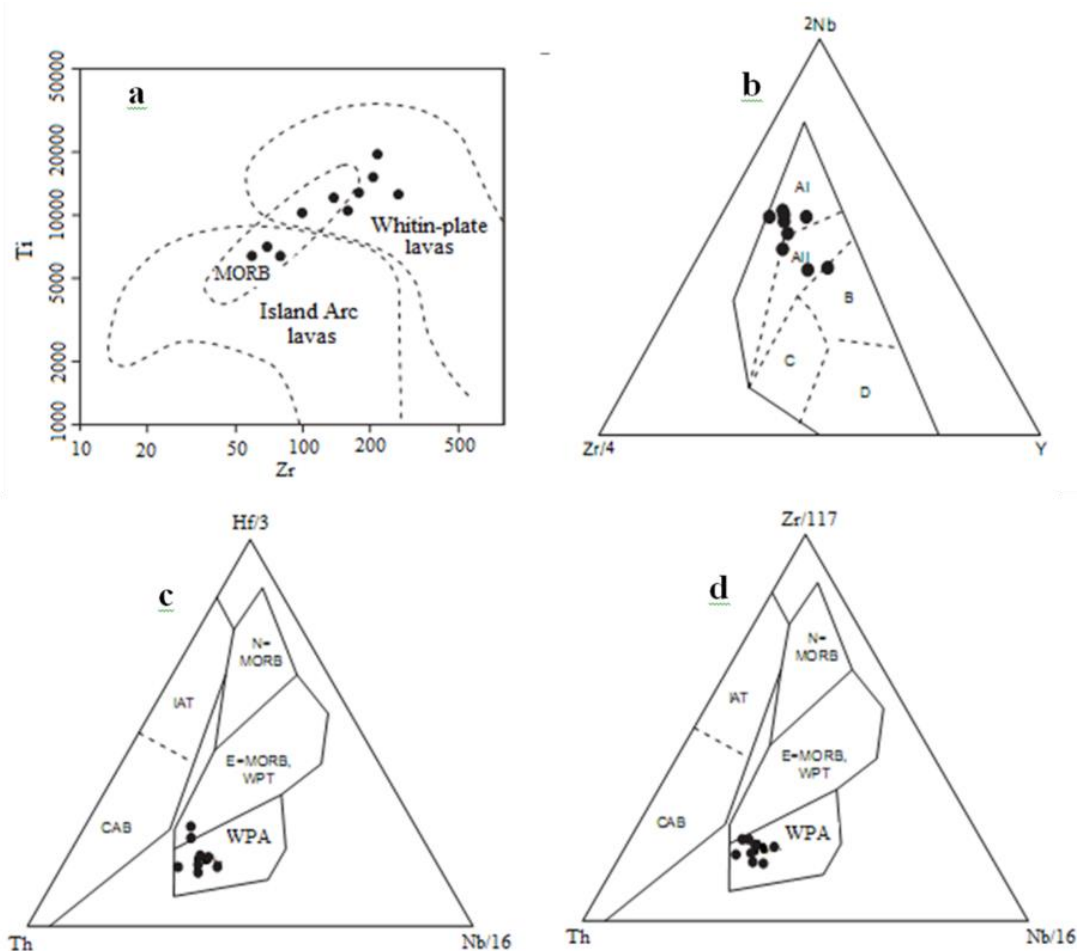 a
50000
20000
10000
5000
2000
1000
Ti
Whitin-plate
lavas
MORB
Island Arc
lavas
10
20
50
100
200
500
Zr
2Nb
b
AI
AII
B
C
D
Zr/4
Y
Hf/3
c
N=
MORB
IAT
E=MORB,
WPT
CAB
WPA
Th
Nb/16
Zr/117
d
N=
MORB
IAT
E=MORB,
WPT
CAB
WPA
Th
Nb/16